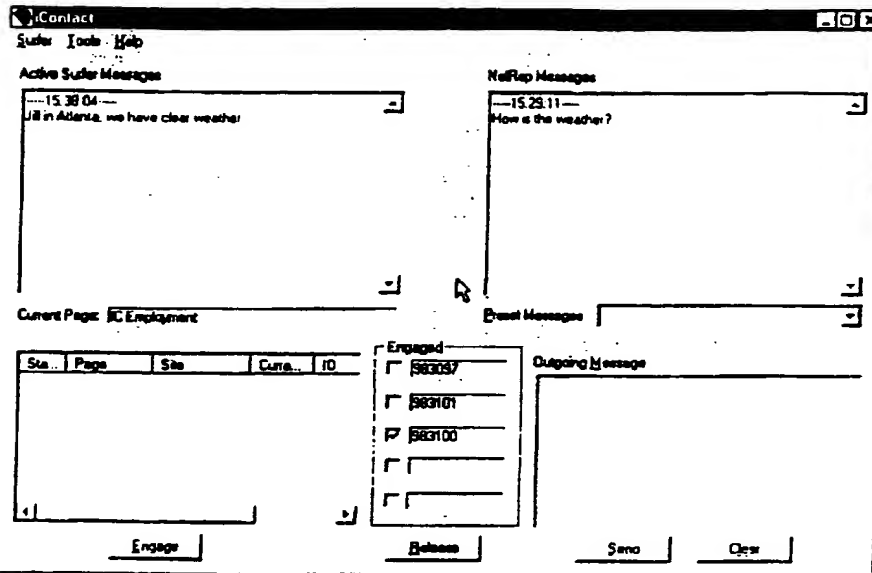 iContact
Surfer Tools Help
Active Surfer Messages
----15.38.04----
Jill in Atlanta, we have clear weather
NetRep Messages
----15.29.11----
How is the weather?
Current Page: IC Employment
Preset Messages
Sta... Page Site Curre... ID
Engaged
983097
983101
983100
Outgoing Message
Engage
Release
Send
Clear